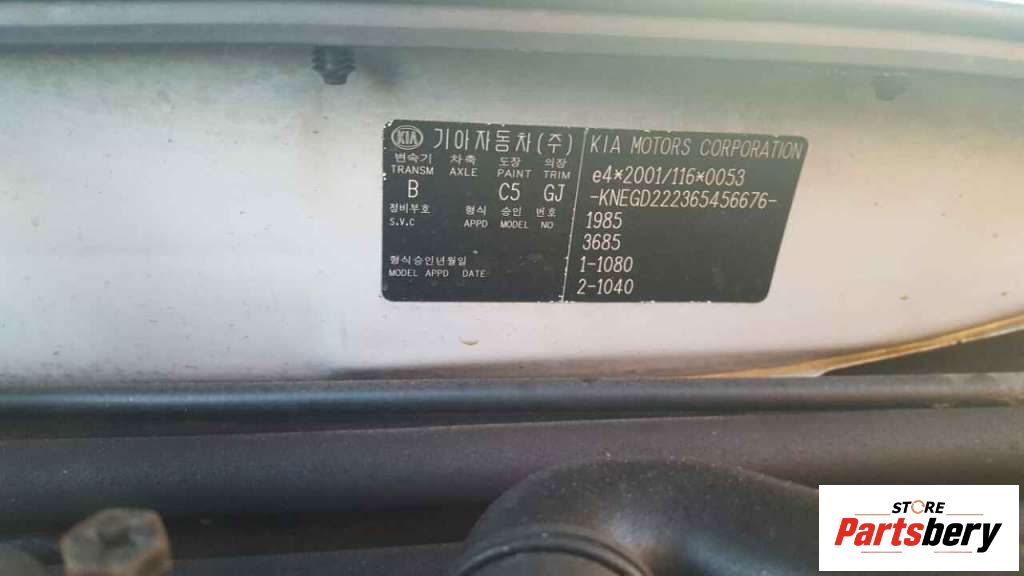 KIA 기아자동차(주)
변속기 차축 도장 의장
TRANSM AXLE PAINT TRIM
B C5 GJ
정비부호 형식 승인 번호
S.V.C APPD MODEL NO
형식승인년월일
MODEL APPD DATE
KIA MOTORS CORPORATION
e4*2001/116*0053
-KNEGD222365456676-
1985
3685
1-1080
2-1040
STORE
Partsbery